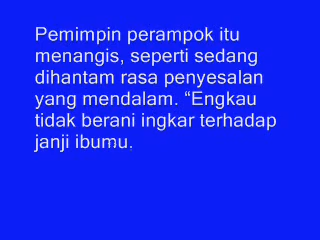 Pemimpin perampok itu
menangis, seperti sedang
dihantam rasa penyesalan
yang mendalam. “Engkau
tidak berani ingkar terhadap
janji ibumu.